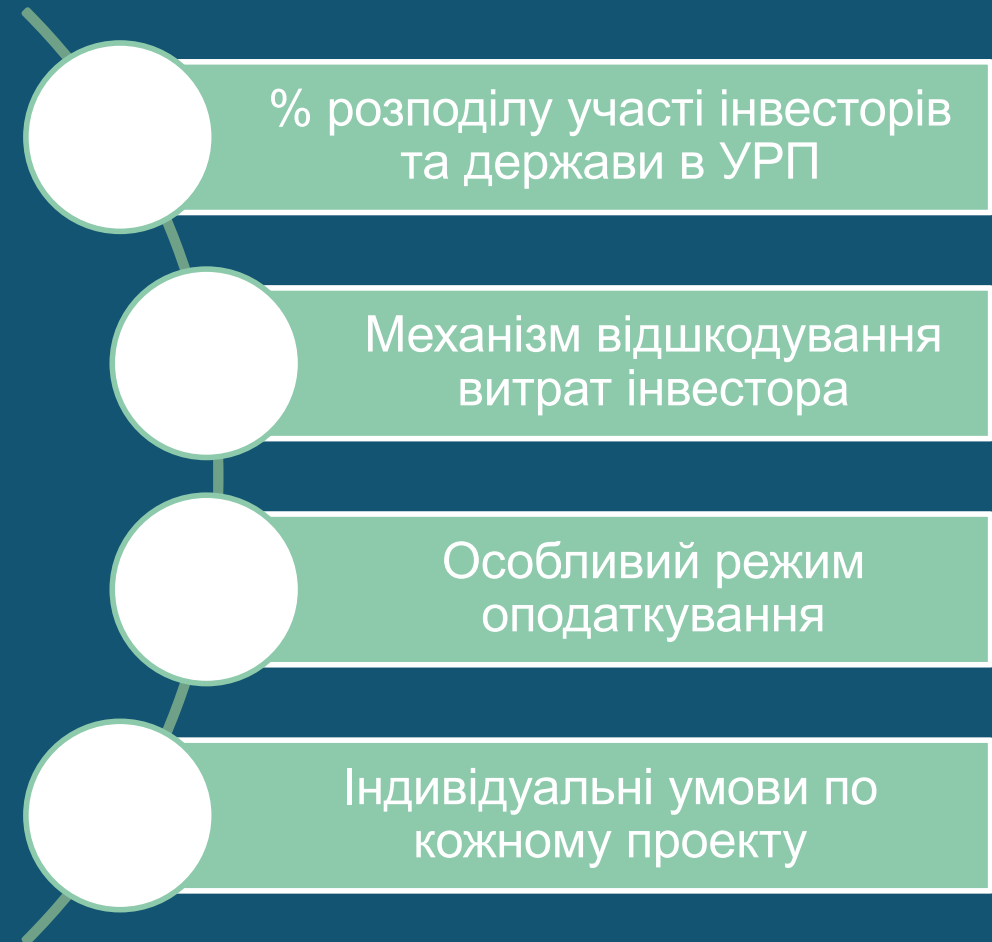 % розподілу участі інвесторів
та держави в УРП
Механізм відшкодування
витрат інвестора
Особливий режим
оподаткування
Індивідуальні умови по
кожному проекту